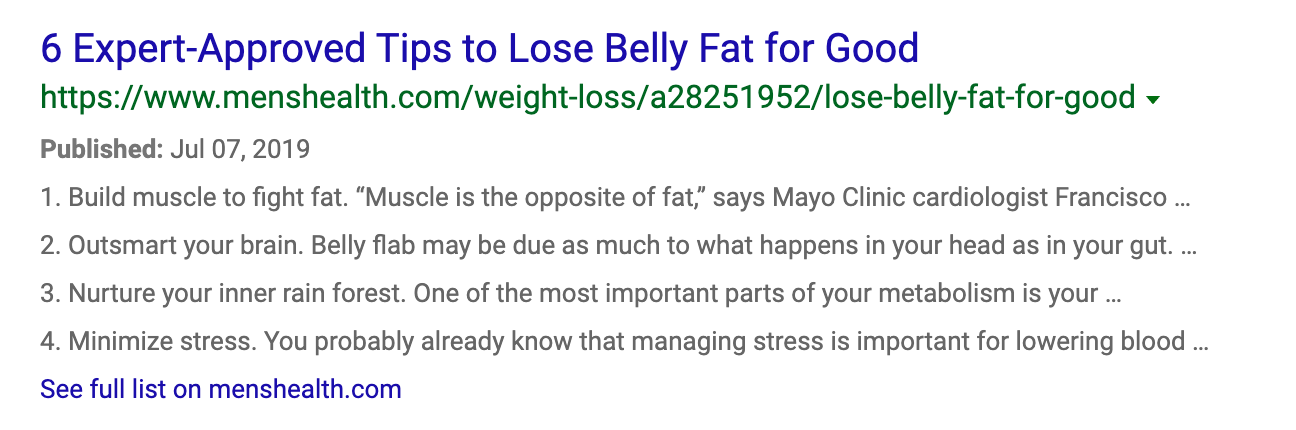 6 Expert-Approved Tips to Lose Belly Fat for Good
https://www.menshealth.com/weight-loss/a28251952/lose-belly-fat-for-good
Published: Jul 07, 2019
1. Build muscle to fight fat. “Muscle is the opposite of fat,” says Mayo Clinic cardiologist Francisco ...
2. Outsmart your brain. Belly flab may be due as much to what happens in your head as in your gut. ...
3. Nurture your inner rain forest. One of the most important parts of your metabolism is your ...
4. Minimize stress. You probably already know that managing stress is important for lowering blood ...
See full list on menshealth.com